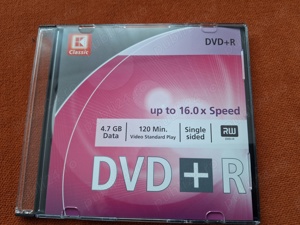 K
Classic
DVD+R
up to 16.0x Speed
4.7 GB
Data
120 Min.
Video Standard Play
Single
sided
RW
DVD+R